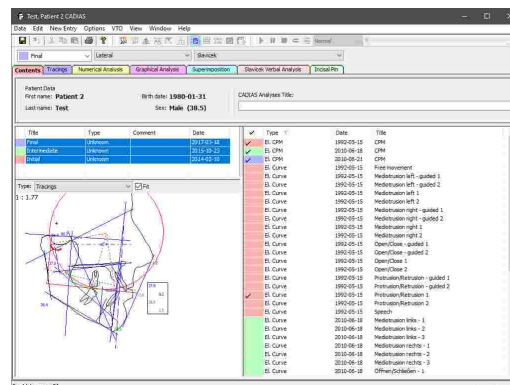 Test, Patient 2 CADIAS
Data Edit New Entry Options VTO View Window Help
Normal
Final Lateral Slavicek
Contents Tracings Numerical Analysis Graphical Analysis Superimposition Slavicek Verbal Analysis Incisal Pin
Patient Data
First name: Patient 2 Birth date: 1980-01-31 CADIAS Analyses Title:
Last name: Test Sex: Male (38.5)
Title Type Comment Date
Final Unknown 2017-03-16
Intermediate Unknown 2015-10-23
Initial Unknown 2014-02-10
Type: Tracings Fit
1 : 1.77
Type Date Title
El. CPM 1992-05-15 CPM
El. CPM 2010-06-18 CPM
El. CPM 2010-06-21 CPM
El. Curve 1992-05-15 Free movement
El. Curve 1992-05-15 Mediotrusion left - guided 1
El. Curve 1992-05-15 Mediotrusion left - guided 2
El. Curve 1992-05-15 Mediotrusion left 1
El. Curve 1992-05-15 Mediotrusion left 2
El. Curve 1992-05-15 Mediotrusion right - guided 1
El. Curve 1992-05-15 Mediotrusion right - guided 2
El. Curve 1992-05-15 Mediotrusion right 1
El. Curve 1992-05-15 Mediotrusion right 2
El. Curve 1992-05-15 Open/Close - guided 1
El. Curve 1992-05-15 Open/Close - guided 2
El. Curve 1992-05-15 Open/Close 1
El. Curve 1992-05-15 Open/Close 2
El. Curve 1992-05-15 Protrusion/Retrusion - guided 1
El. Curve 1992-05-15 Protrusion/Retrusion - guided 2
El. Curve 1992-05-15 Protrusion/Retrusion 1
El. Curve 1992-05-15 Protrusion/Retrusion 2
El. Curve 1992-05-15 Speech
El. Curve 2010-06-18 Mediotrusion links - 1
El. Curve 2010-06-18 Mediotrusion links - 2
El. Curve 2010-06-18 Mediotrusion links - 3
El. Curve 2010-06-18 Mediotrusion rechts - 1
El. Curve 2010-06-18 Mediotrusion rechts - 2
El. Curve 2010-06-18 Mediotrusion rechts - 3
El. Curve 2010-06-18 Öffnen/Schließen - 1